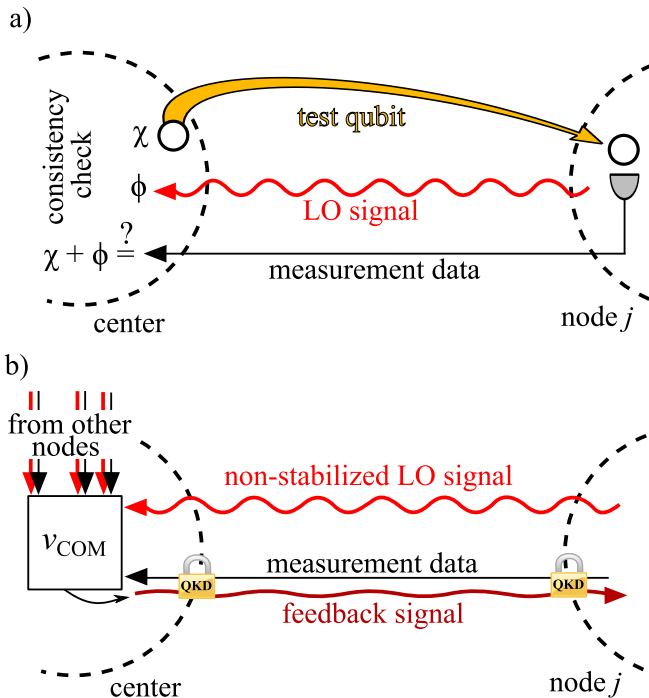 a)
consistency
check
χ
test qubit
ϕ
LO signal
χ + ϕ ≟
measurement data
center
node j
b)
from other
nodes
non-stabilized LO signal
νCOM
measurement data
QKD
QKD
feedback signal
center
node j